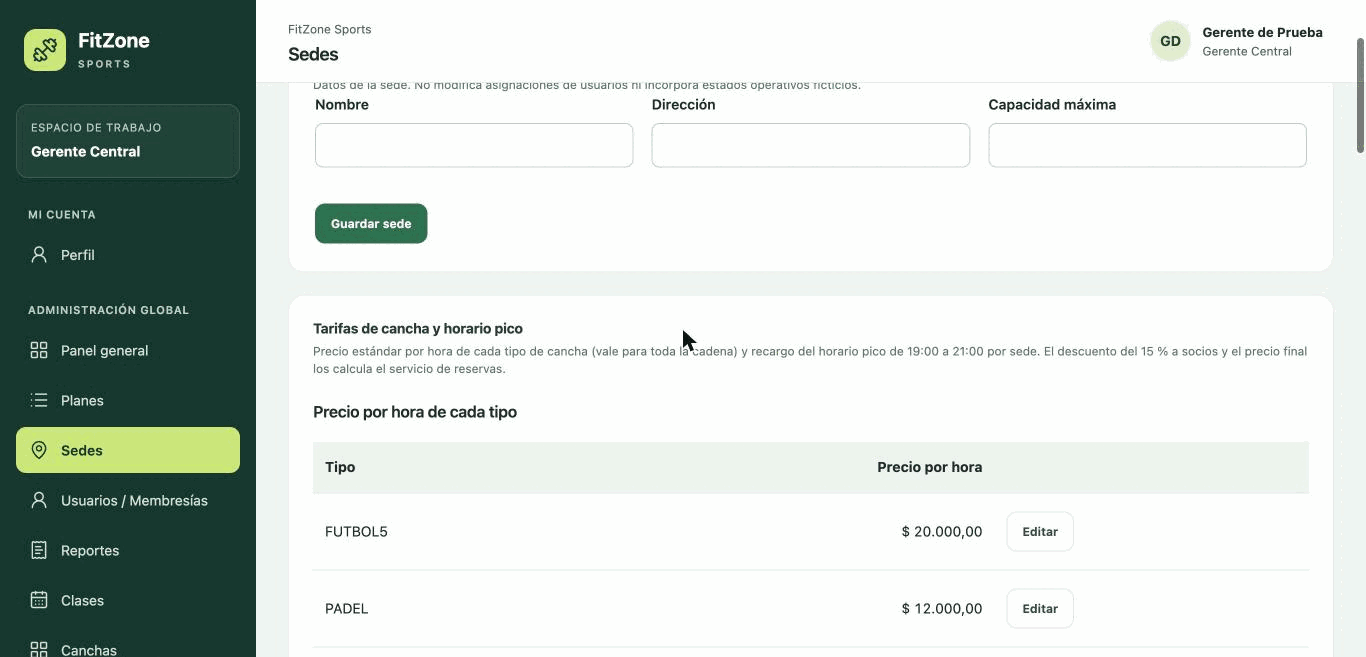 FitZone
SPORTS
ESPACIO DE TRABAJO
Gerente Central
MI CUENTA
Perfil
ADMINISTRACIÓN GLOBAL
Panel general
Planes
Sedes
Usuarios / Membresías
Reportes
Clases
Canchas
FitZone Sports
Sedes
GD
Gerente de Prueba
Gerente Central
Datos de la sede. No modifica asignaciones de usuarios ni incorpora estados operativos ficticios.
Nombre
Dirección
Capacidad máxima
Guardar sede
Tarifas de cancha y horario pico
Precio estándar por hora de cada tipo de cancha (vale para toda la cadena) y recargo del horario pico de 19:00 a 21:00 por sede. El descuento del 15 % a socios y el precio final
los calcula el servicio de reservas.
Precio por hora de cada tipo
Tipo Precio por hora
FUTBOL5 $ 20.000,00 Editar
PADEL $ 12.000,00 Editar